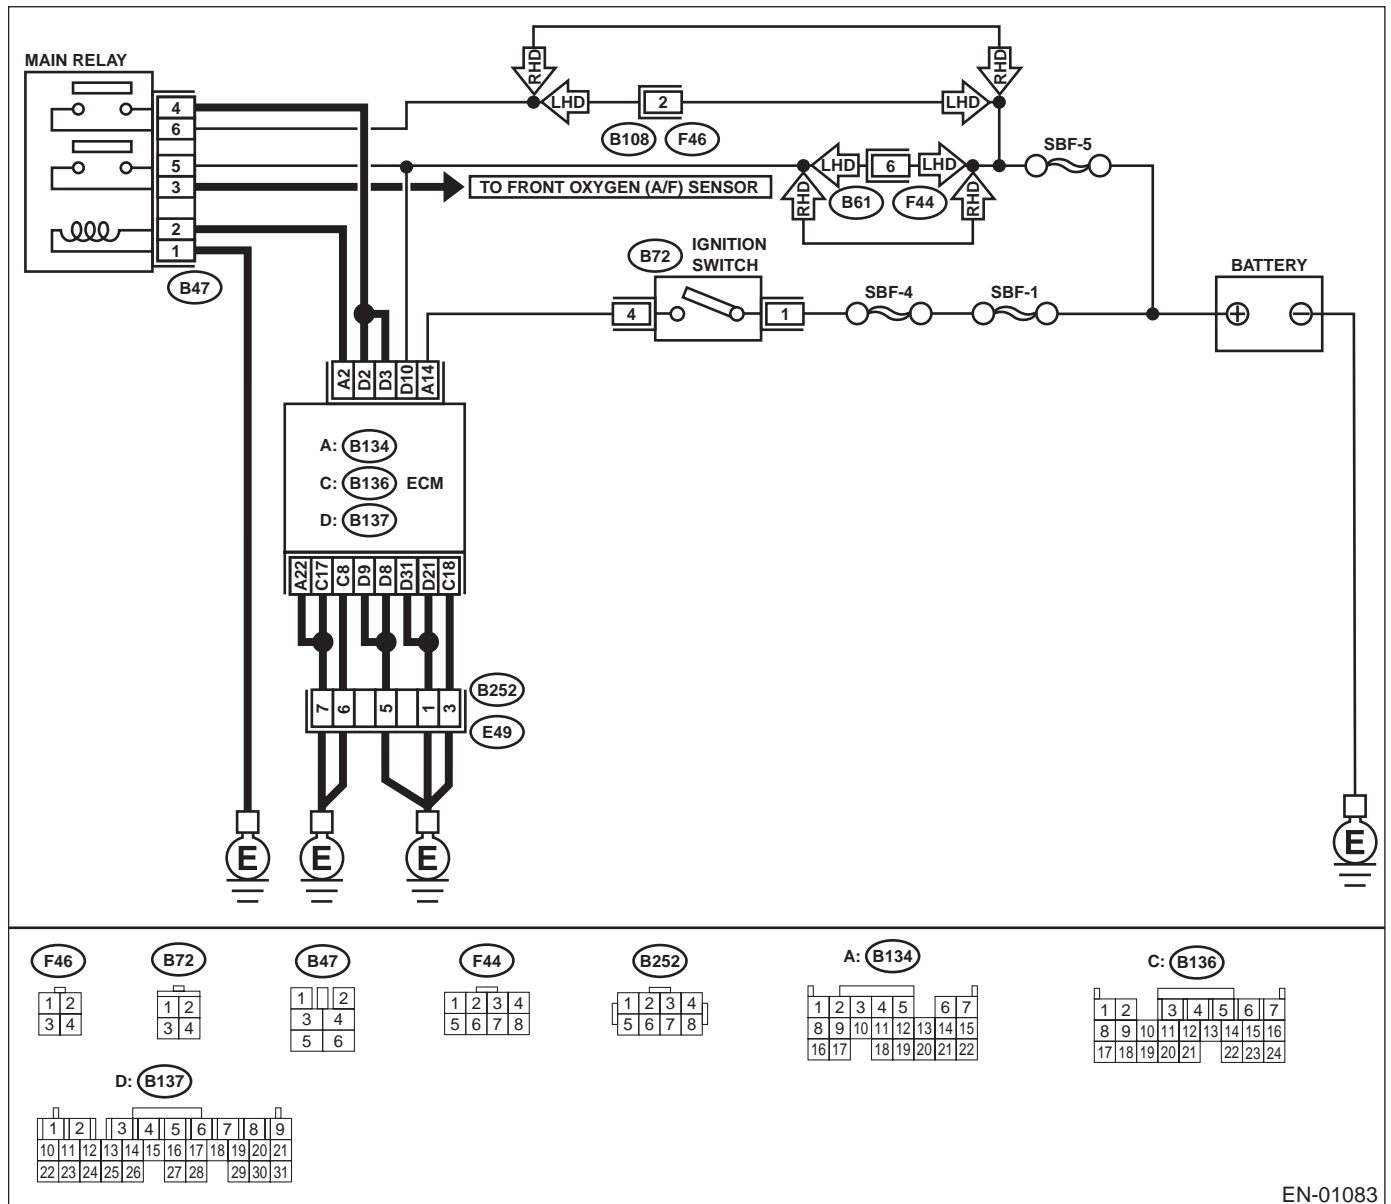 MAIN RELAY
4
6
5
3
2
1
B47
RHD
RHD
LHD
2
LHD
B108
F46
SBF-5
LHD
6
LHD
RHD
RHD
B61
F44
TO FRONT OXYGEN (A/F) SENSOR
B72
IGNITION
SWITCH
4
1
SBF-4
SBF-1
BATTERY
A2
D2
D3
D10
A14
A: B134
C: B136 ECM
D: B137
A22
C17
C8
D9
D8
D31
D21
C18
7
6
5
1
3
B252
E49
E
E
E
E
F46
1 2
3 4
B72
1 2
3 4
B47
1 2
3 4
5 6
F44
1 2 3 4
5 6 7 8
B252
1 2 3 4
5 6 7 8
A: B134
1 2 3 4 5 6 7
8 9 10 11 12 13 14 15
16 17 18 19 20 21 22
C: B136
1 2 3 4 5 6 7
8 9 10 11 12 13 14 15 16
17 18 19 20 21 22 23 24
D: B137
1 2 3 4 5 6 7 8 9
10 11 12 13 14 15 16 17 18 19 20 21
22 23 24 25 26 27 28 29 30 31
EN-01083